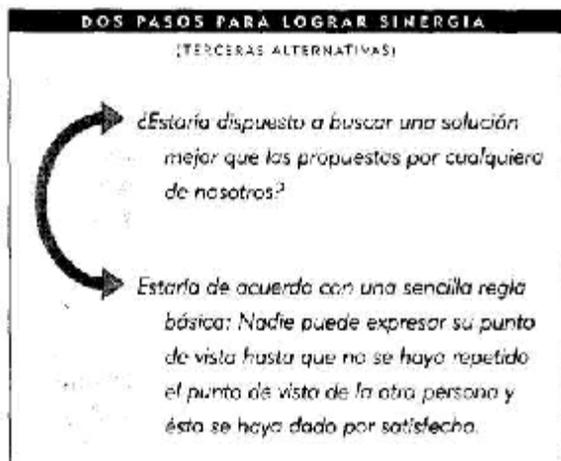 DOS PASOS PARA LOGRAR SINERGIA
(TERCERAS ALTERNATIVAS)
¿Estaría dispuesto a buscar una solución
mejor que las propuestas por cualquiera
de nosotros?
Estaría de acuerdo con una sencilla regla
básica: Nadie puede expresar su punto
de vista hasta que no se haya repetido
el punto de vista de la otra persona y
ésta se haya dado por satisfecha.